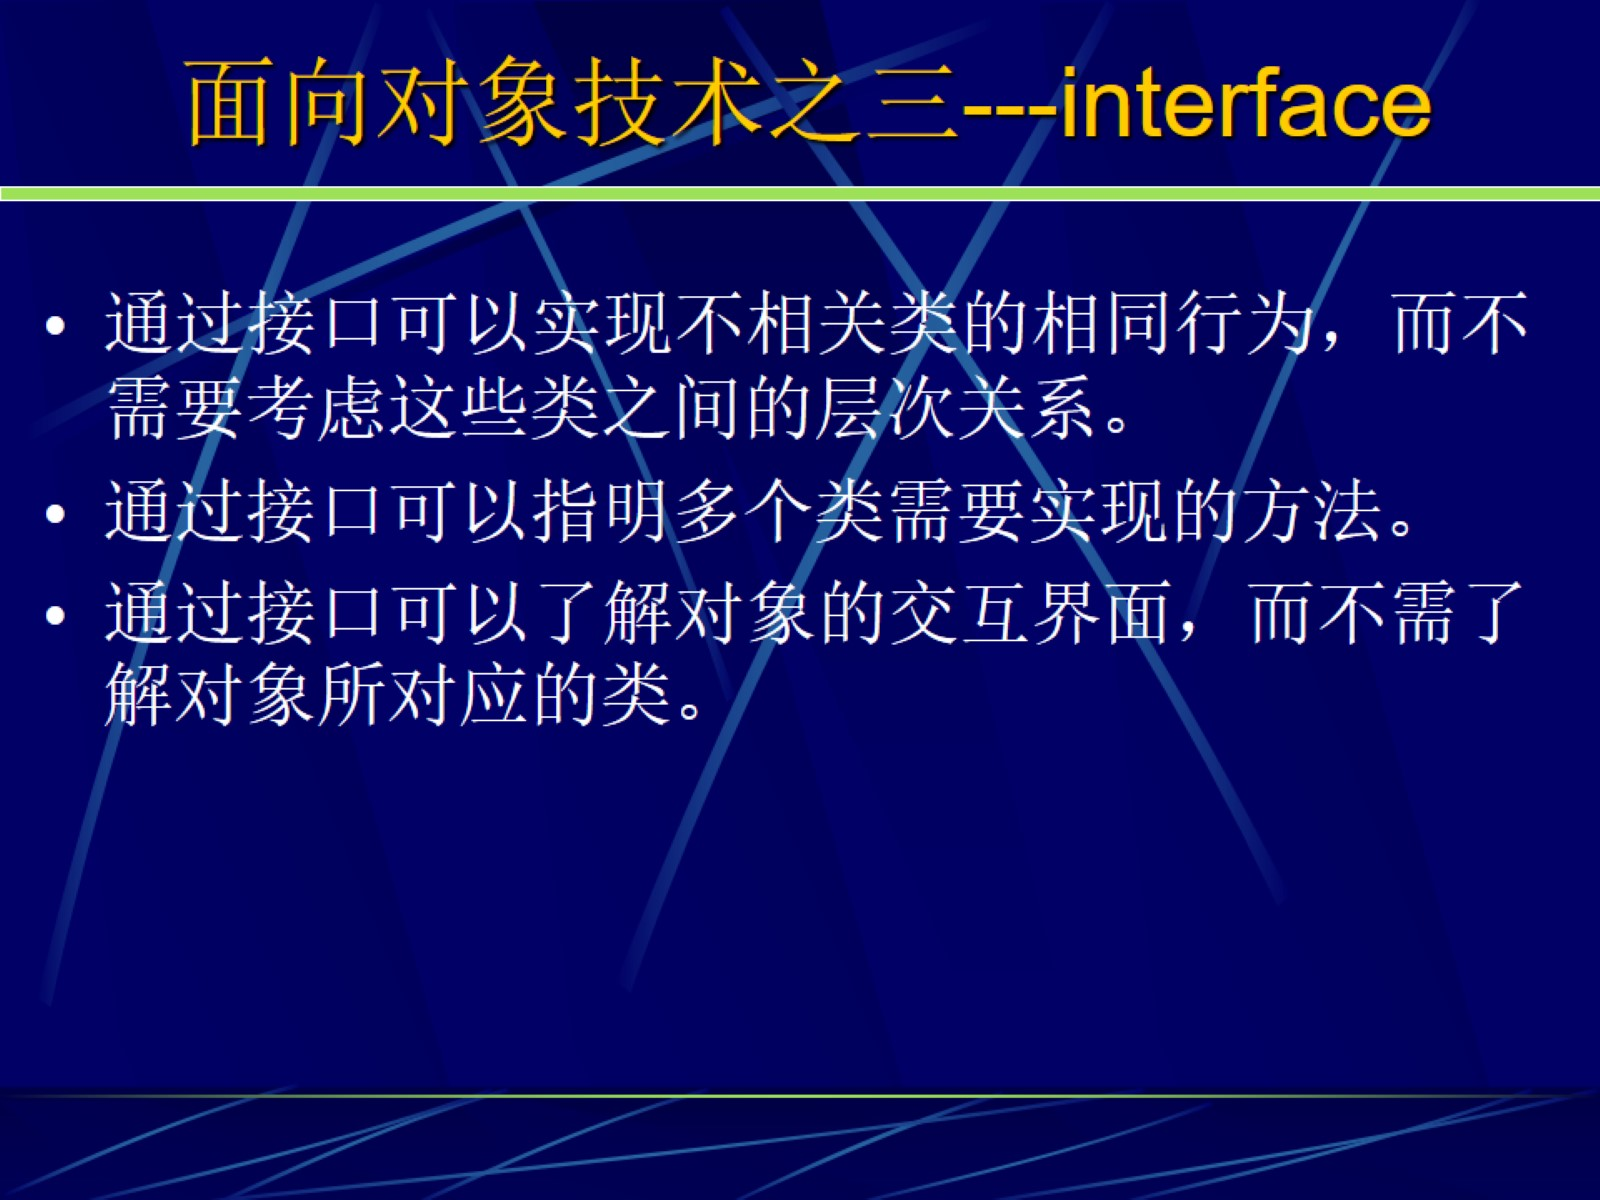 面向对象技术之三---interface
• 通过接口可以实现不相关类的相同行为，而不
需要考虑这些类之间的层次关系。
• 通过接口可以指明多个类需要实现的方法。
• 通过接口可以了解对象的交互界面，而不需了
解对象所对应的类。